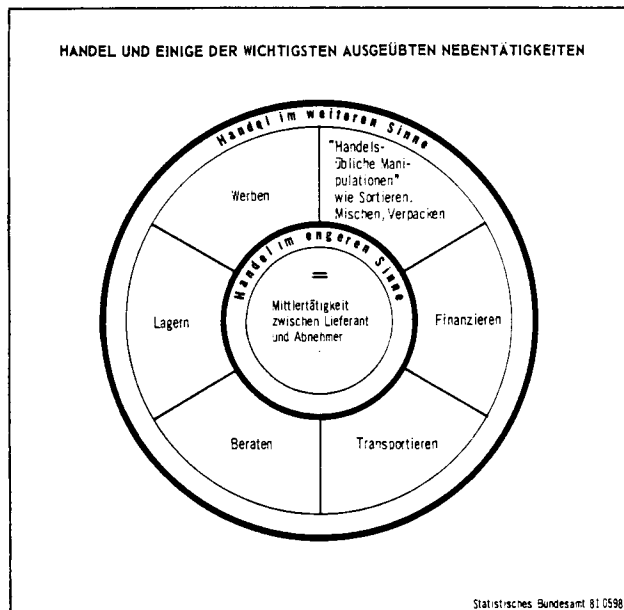 HANDEL UND EINIGE DER WICHTIGSTEN AUSGEÜBTEN NEBENTÄTIGKEITEN
Handel im weiteren Sinne
"Handels-
übliche Mani-
pulationen"
wie Sortieren,
Mischen, Verpacken
Werben
Handel im engeren Sinne
=
Mittlertätigkeit
zwischen Lieferant
und Abnehmer
Lagern
Finanzieren
Beraten
Transportieren
Statistisches Bundesamt 81 0598